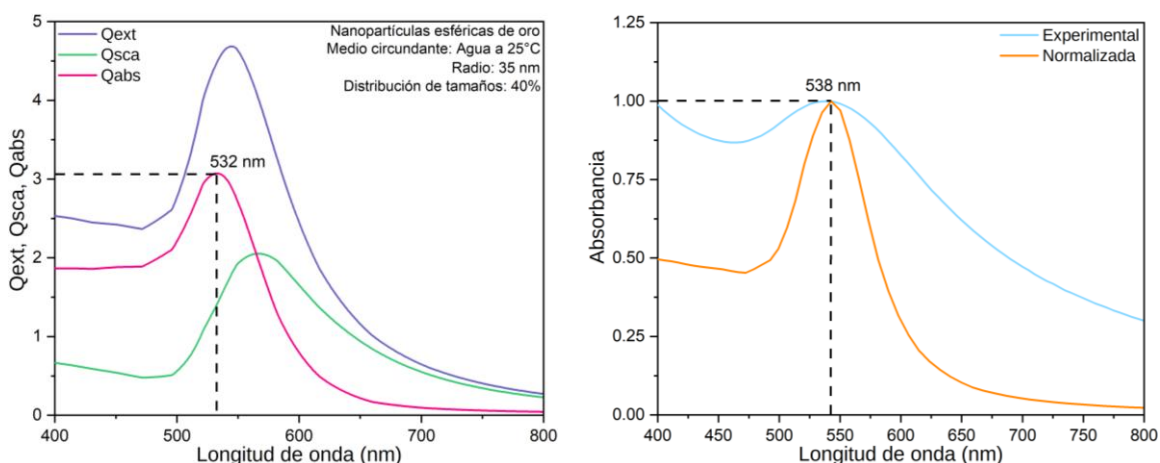 Qext
Qsca
Qabs
Nanopartículas esféricas de oro
Medio circundante: Agua a 25°C
Radio: 35 nm
Distribución de tamaños: 40%
532 nm
Qext, Qsca, Qabs
5
4
3
2
1
0
400
500
600
700
800
Longitud de onda (nm)
Experimental
Normalizada
538 nm
Absorbancia
1.25
1.00
0.75
0.50
0.25
0.00
400
450
500
550
600
650
700
750
800
Longitud de onda (nm)